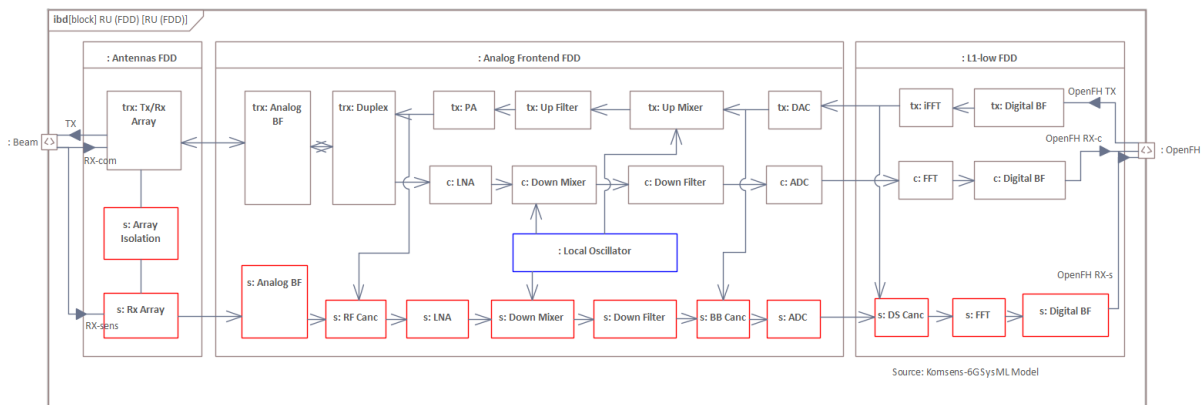 ibd[block] RU (FDD) [RU (FDD)]
: Antennas FDD
: Analog Frontend FDD
: L1-low FDD
trx: Tx/Rx
Array
trx: Analog
BF
trx: Duplex
tx: PA
tx: Up Filter
tx: Up Mixer
tx: DAC
tx: iFFT
tx: Digital BF
OpenFH TX
TX
: Beam
RX-com
OpenFH RX-c
: OpenFH
c: LNA
c: Down Mixer
c: Down Filter
c: ADC
c: FFT
c: Digital BF
s: Array
Isolation
: Local Oscillator
s: Analog BF
OpenFH RX-s
s: Rx Array
RX-sens
s: RF Canc
s: LNA
s: Down Mixer
s: Down Filter
s: BB Canc
s: ADC
s: DS Canc
s: FFT
s: Digital BF
Source: Komsens-6GSysMLModel